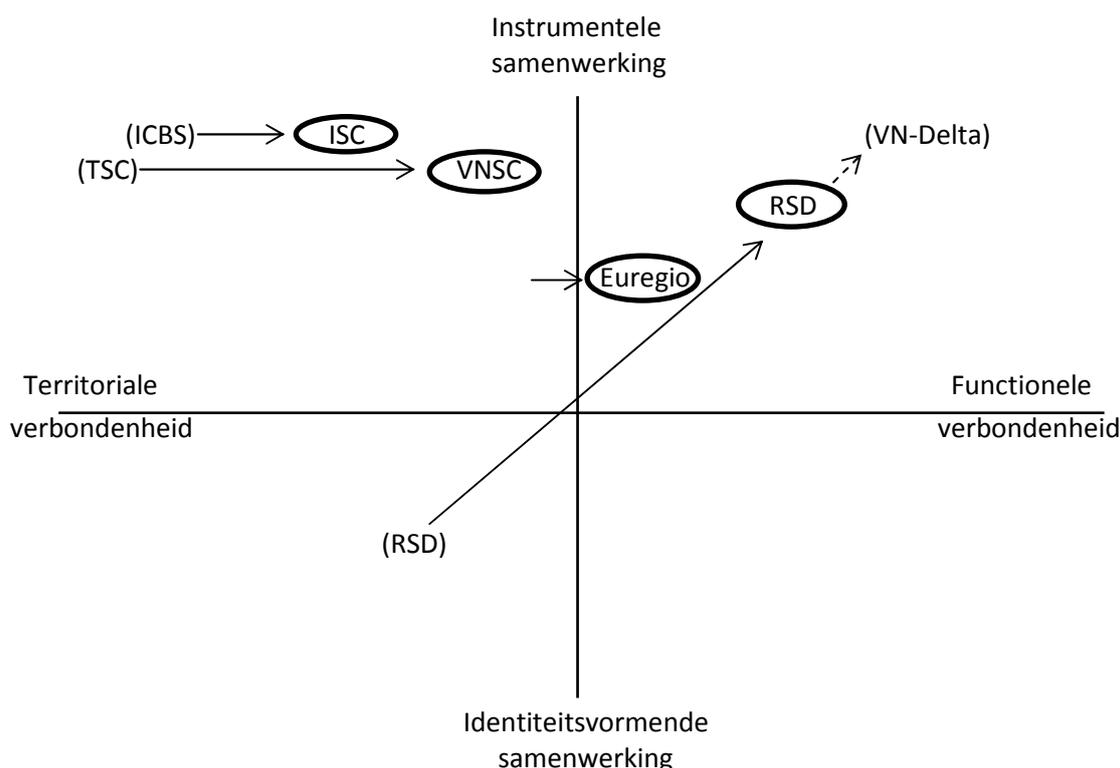 Instrumentele
samenwerking
(ICBS)
ISC
(VN-Delta)
(TSC)
VNSC
RSD
Euregio
Territoriale
verbondenheid
Functionele
verbondenheid
(RSD)
Identiteitsvormende
samenwerking